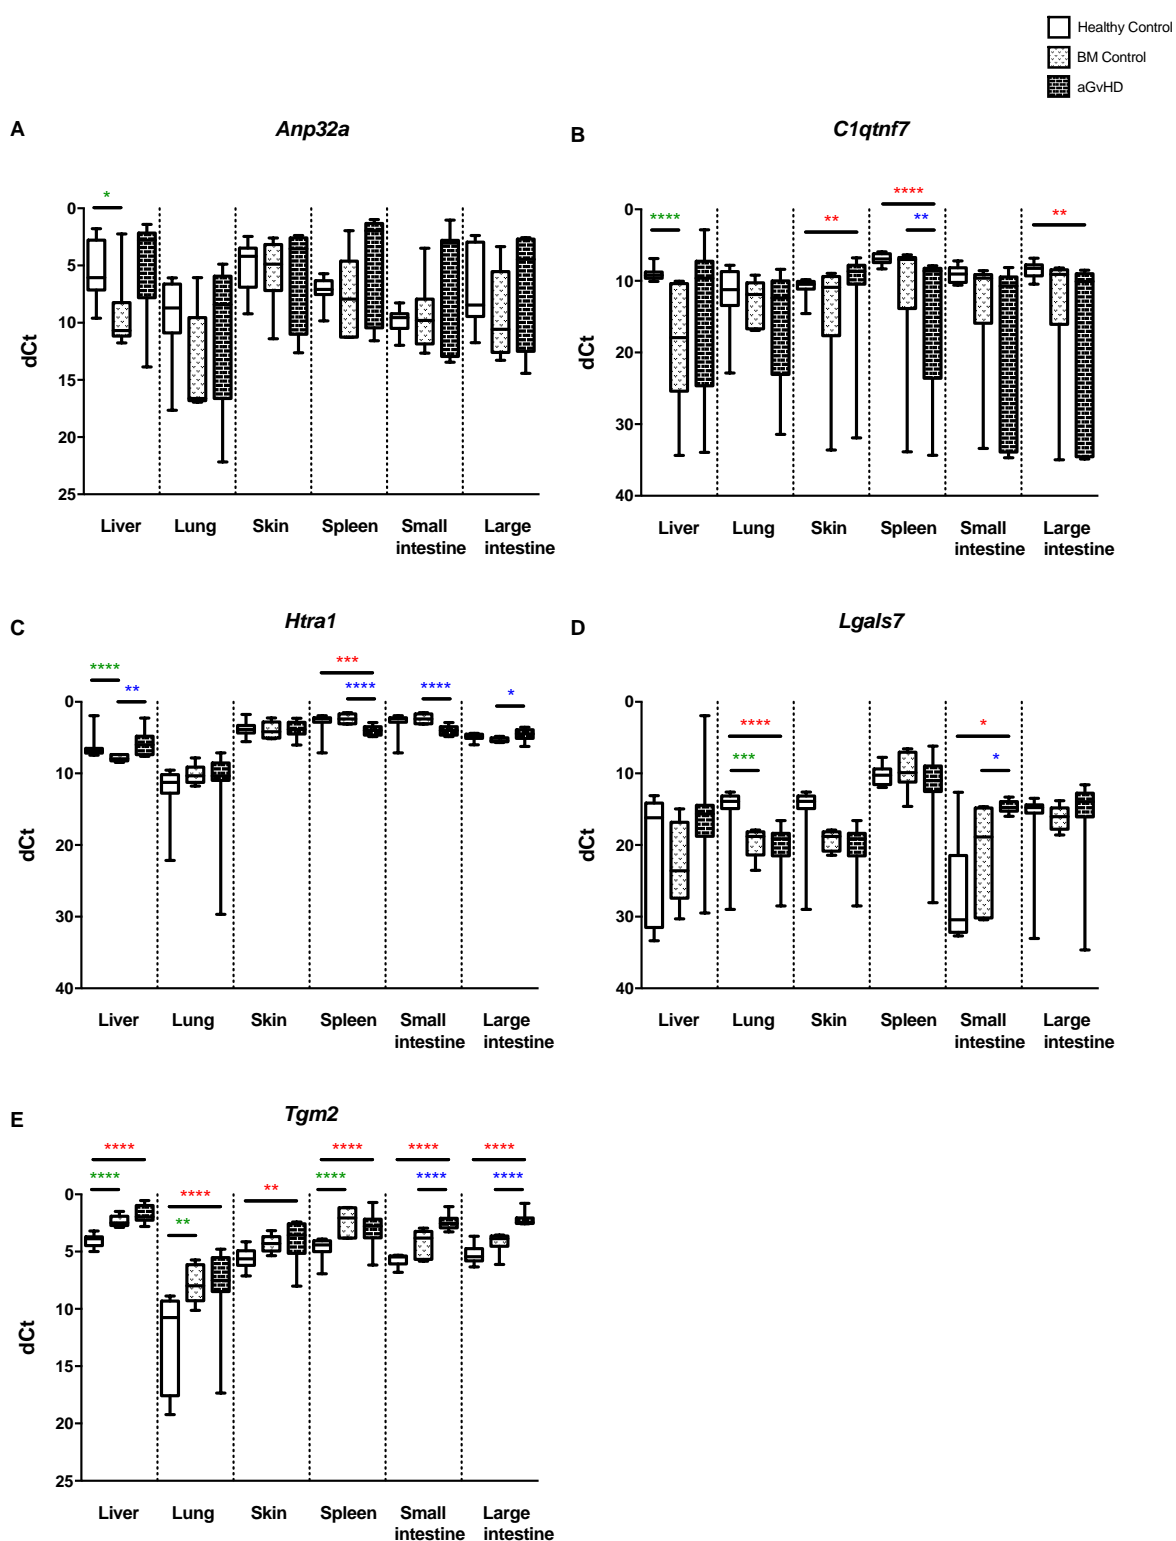 Healthy Control
BM Control
aGvHD
A
Anp32a
*
dCt
0
5
10
15
20
25
Liver Lung Skin Spleen Small intestine Large intestine
B
C1qtnf7
**** ** **** ** **
dCt
0
10
20
30
40
Liver Lung Skin Spleen Small intestine Large intestine
C
Htra1
**** ** *** **** **** *
dCt
0
10
20
30
40
Liver Lung Skin Spleen Small intestine Large intestine
D
Lgals7
**** *** * *
dCt
0
10
20
30
40
Liver Lung Skin Spleen Small intestine Large intestine
E
Tgm2
**** **** **** ** ** **** **** **** **** **** ****
dCt
0
5
10
15
20
25
Liver Lung Skin Spleen Small intestine Large intestine